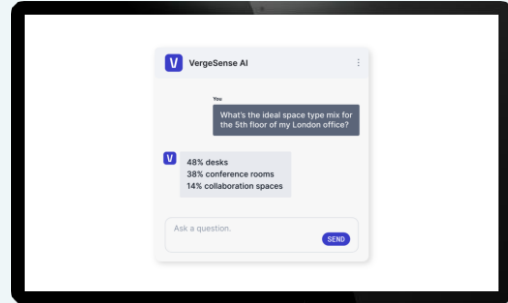 V VergeSense AI
You
What's the ideal space type mix for
the 5th floor of my London office?
V
48% desks
38% conference rooms
14% collaboration spaces
Ask a question.
SEND